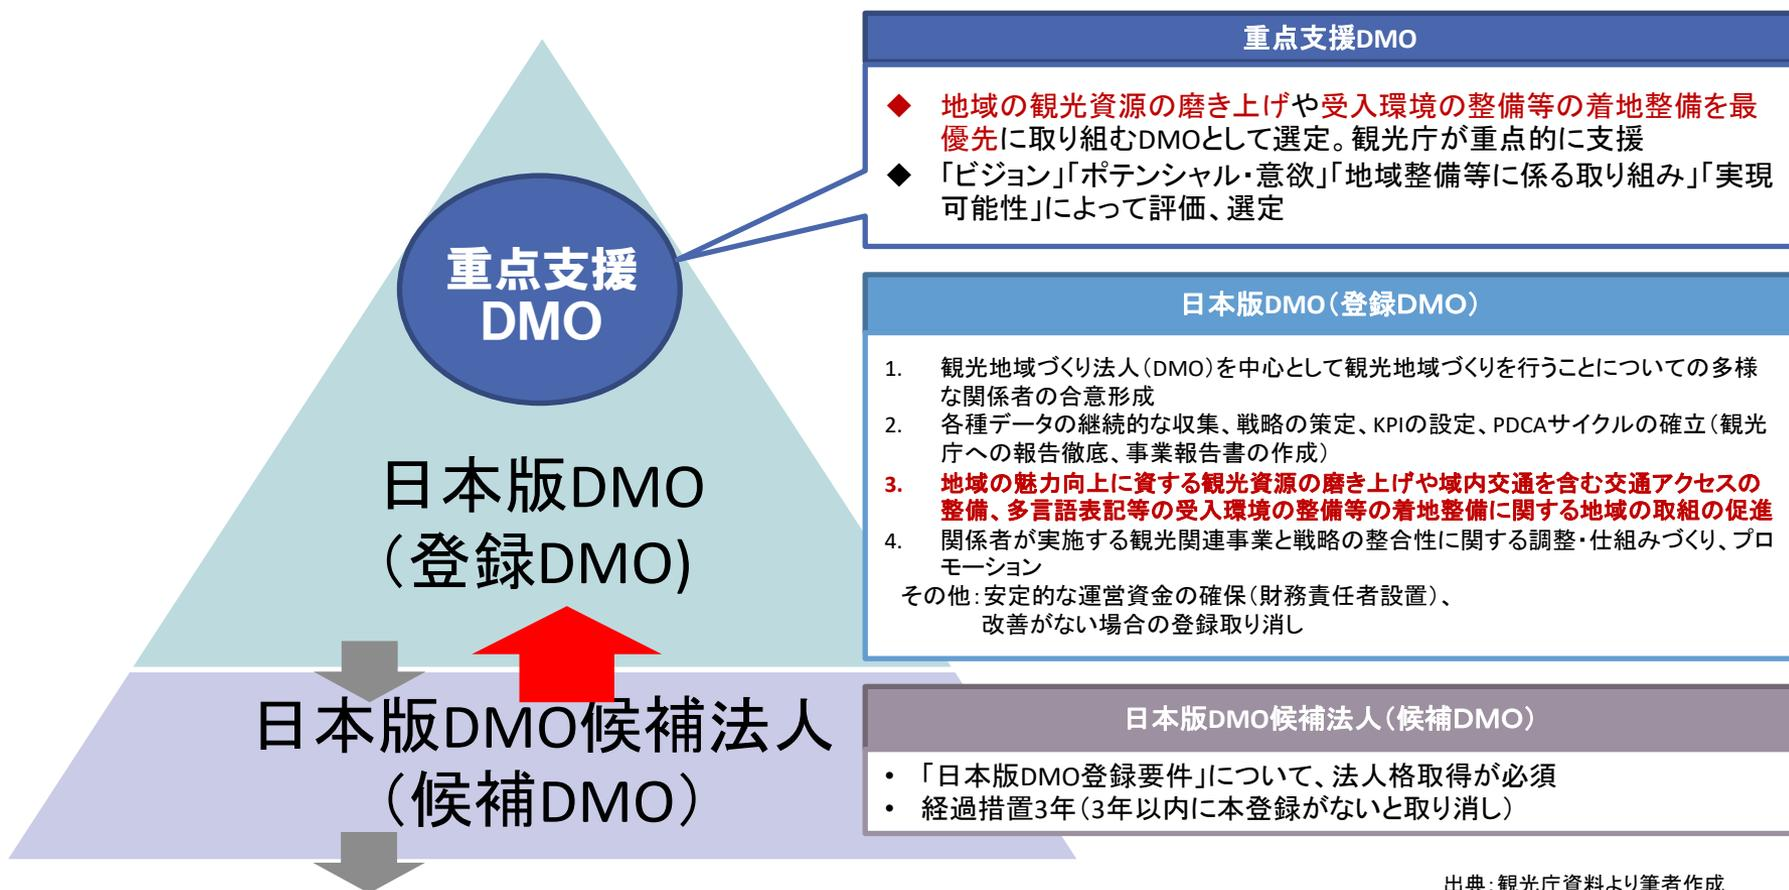 重点支援
DMO
日本版DMO
（登録DMO)
日本版DMO候補法人
（候補DMO）
重点支援DMO
◆ 地域の観光資源の磨き上げや受入環境の整備等の着地整備を最
優先に取り組むDMOとして選定。観光庁が重点的に支援
◆ 「ビジョン」「ポテンシャル・意欲」「地域整備等に係る取り組み」「実現
可能性」によって評価、選定
日本版DMO（登録DMO）
1. 観光地域づくり法人（DMO）を中心として観光地域づくりを行うことについての多様
な関係者の合意形成
2. 各種データの継続的な収集、戦略の策定、KPIの設定、PDCAサイクルの確立（観光
庁への報告徹底、事業報告書の作成）
3. 地域の魅力向上に資する観光資源の磨き上げや域内交通を含む交通アクセスの
整備、多言語表記等の受入環境の整備等の着地整備に関する地域の取組の促進
4. 関係者が実施する観光関連事業と戦略の整合性に関する調整・仕組みづくり、プロ
モーション
その他：安定的な運営資金の確保（財務責任者設置）、
改善がない場合の登録取り消し
日本版DMO候補法人（候補DMO）
• 「日本版DMO登録要件」について、法人格取得が必須
• 経過措置3年（3年以内に本登録がないと取り消し）
出典：観光庁資料より筆者作成